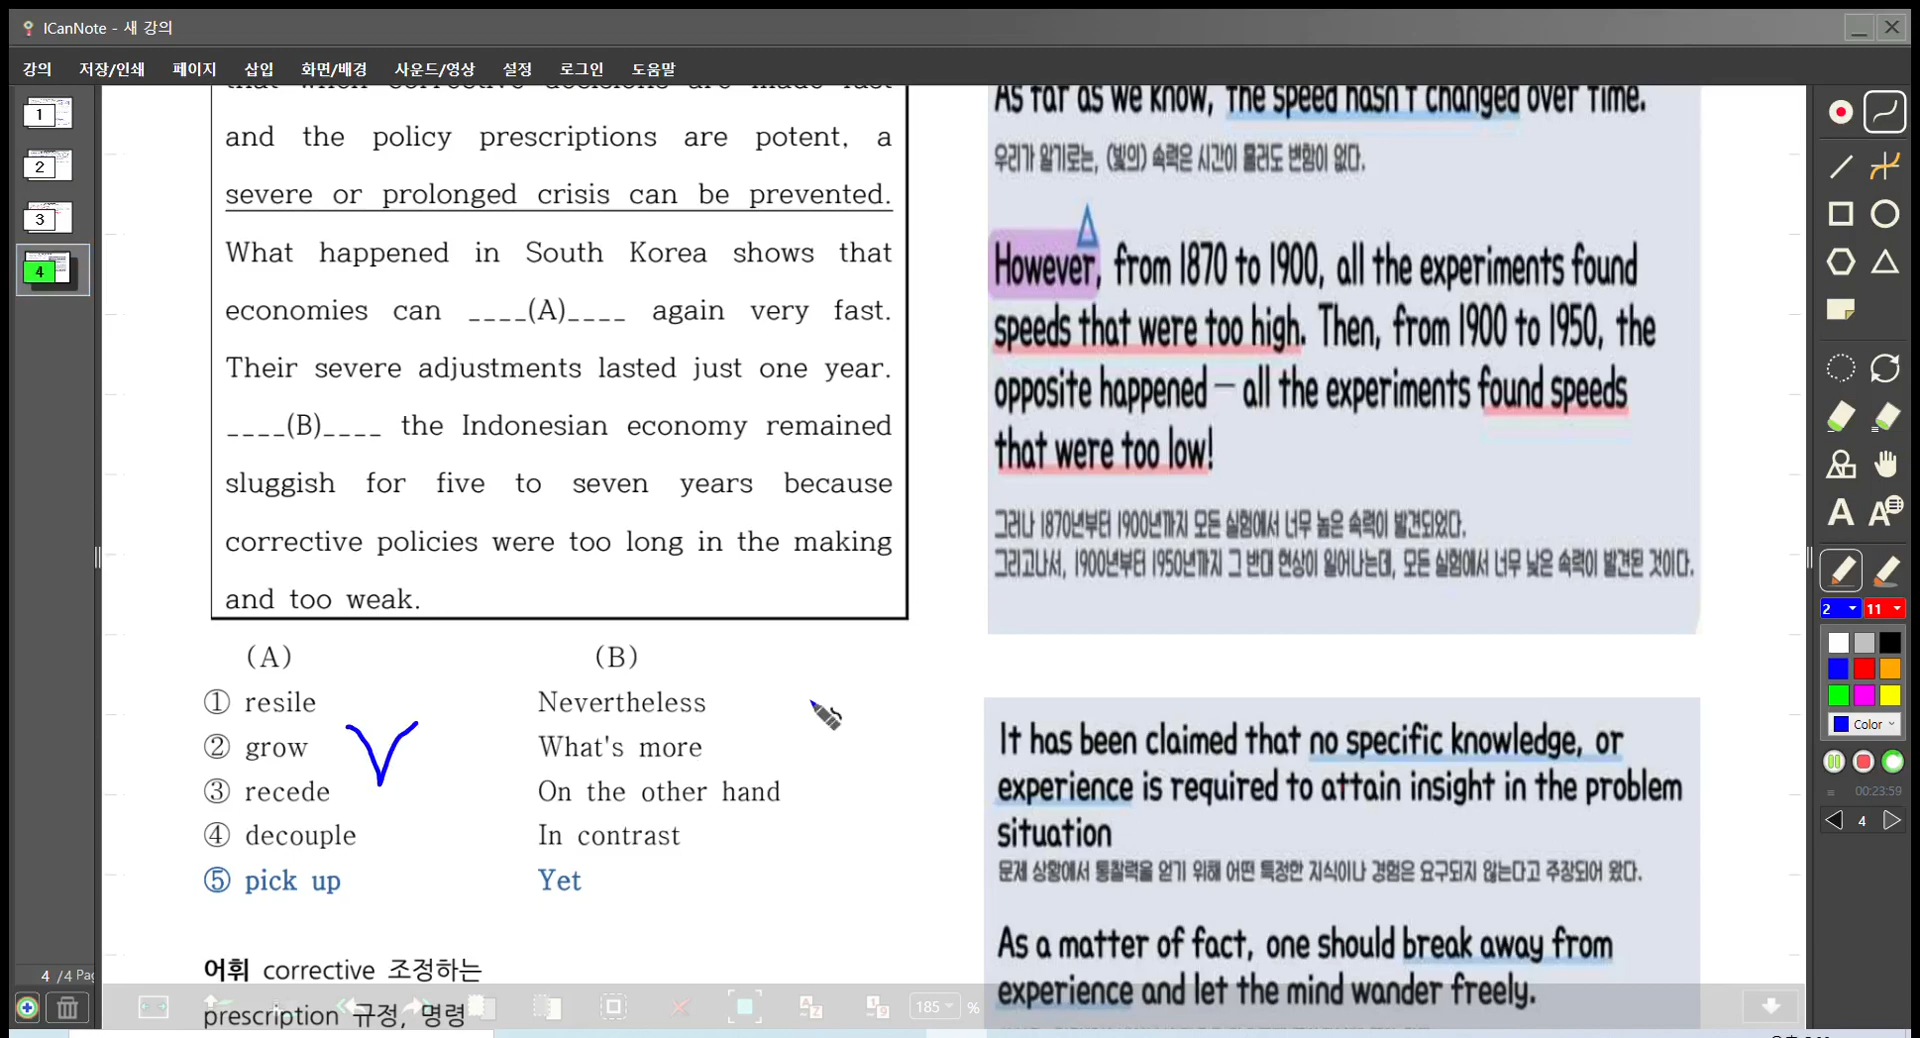 ICanNote - 새 강의
강의 저장/인쇄 페이지 삽입 화면/배경 사운드/영상 설정 로그인 도움말
1
2
3
4
that when corrective decisions are made fast
and the policy prescriptions are potent, a
severe or prolonged crisis can be prevented.
What happened in South Korea shows that
economies can ____(A)____ again very fast.
Their severe adjustments lasted just one year.
____(B)____ the Indonesian economy remained
sluggish for five to seven years because
corrective policies were too long in the making
and too weak.
(A) (B)
① resile Nevertheless
② grow What's more
③ recede On the other hand
④ decouple In contrast
⑤ pick up Yet
어휘 corrective 조정하는
prescription 규정, 명령
As far as we know, the speed hasn't changed over time.
우리가 알기로는, (빛의) 속력은 시간이 흘러도 변함이 없다.
However, from 1870 to 1900, all the experiments found
speeds that were too high. Then, from 1900 to 1950, the
opposite happened — all the experiments found speeds
that were too low!
그러나 1870년부터 1900년까지 모든 실험에서 너무 높은 속력이 발견되었다.
그리고나서, 1900년부터 1950년까지 그 반대 현상이 일어나는데, 모든 실험에서 너무 낮은 속력이 발견된 것이다.
It has been claimed that no specific knowledge, or
experience is required to attain insight in the problem
situation
문제 상황에서 통찰력을 얻기 위해 어떤 특정한 지식이나 경험은 요구되지 않는다고 주장되어 왔다.
As a matter of fact, one should break away from
experience and let the mind wander freely.
2 11
Color
00:23:59
4
4 /4 Pag
185 %